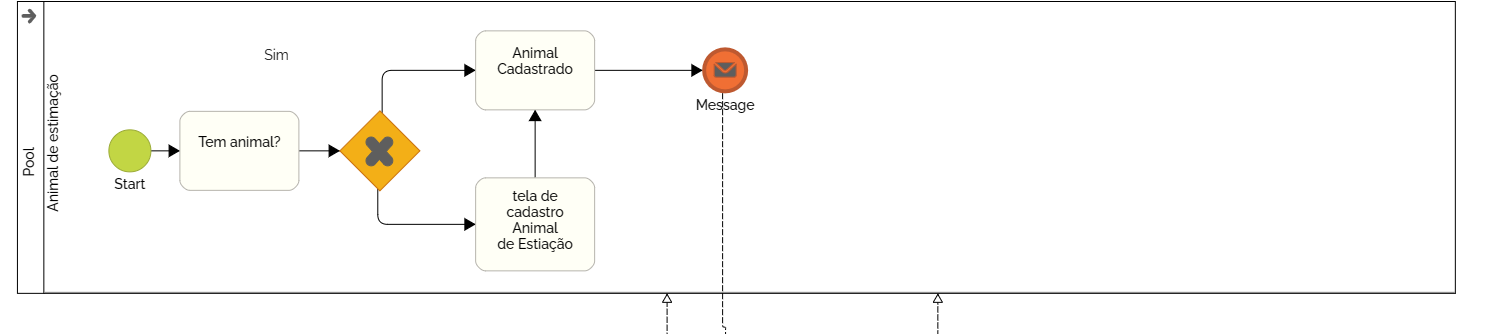 Pool
Animal de estimação
Sim
Start
Tem animal?
Animal
Cadastrado
tela de
cadastro
Animal
de Estiação
Message